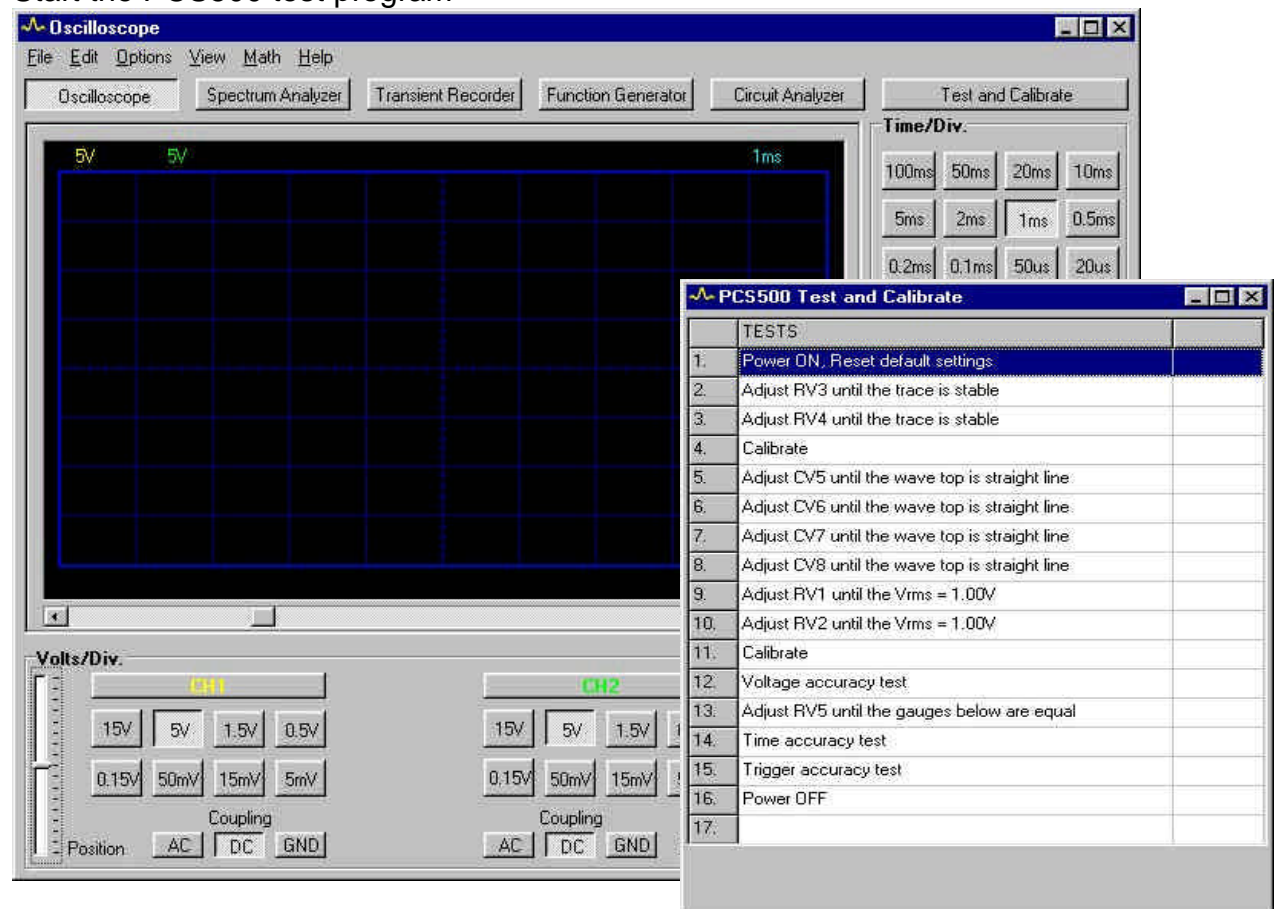 Start the PCS500 test program
Oscilloscope
File Edit Options View Math Help
Oscilloscope Spectrum Analyzer Transient Recorder Function Generator Circuit Analyzer Test and Calibrate
5V 5V 1ms
Time/Div.
100ms 50ms 20ms 10ms
5ms 2ms 1ms 0.5ms
0.2ms 0.1ms 50us 20us
Volts/Div.
CH1
15V 5V 1.5V 0.5V
0.15V 50mV 15mV 5mV
Coupling
Position AC DC GND
CH2
15V 5V 1.5V
0.15V 50mV 15mV
Coupling
AC DC GND
PCS500 Test and Calibrate
TESTS
1. Power ON, Reset default settings
2. Adjust RV3 until the trace is stable
3. Adjust RV4 until the trace is stable
4. Calibrate
5. Adjust CV5 until the wave top is straight line
6. Adjust CV6 until the wave top is straight line
7. Adjust CV7 until the wave top is straight line
8. Adjust CV8 until the wave top is straight line
9. Adjust RV1 until the Vrms = 1.00V
10. Adjust RV2 until the Vrms = 1.00V
11. Calibrate
12. Voltage accuracy test
13. Adjust RV5 until the gauges below are equal
14. Time accuracy test
15. Trigger accuracy test
16. Power OFF
17.